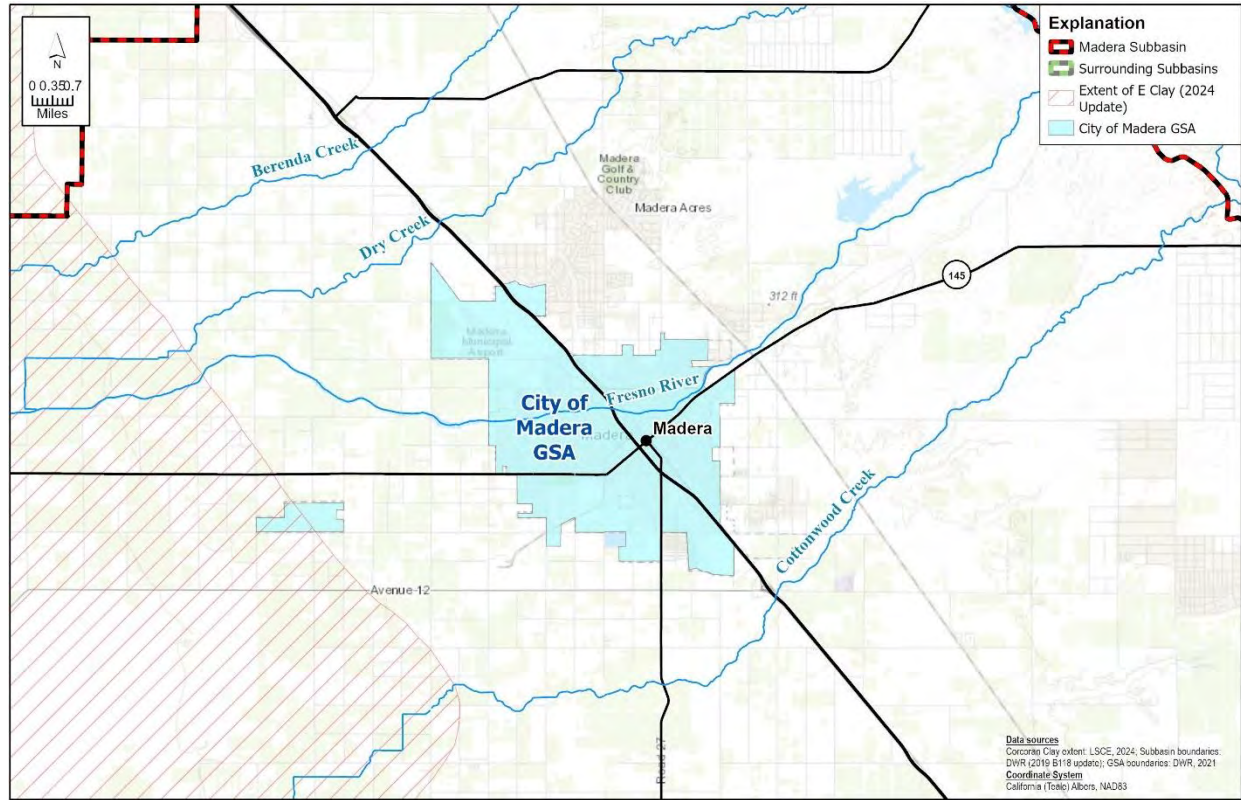 N
0 0.35 0.7
Miles
Explanation
Madera Subbasin
Surrounding Subbasins
Extent of E Clay (2024
Update)
City of Madera GSA
Berenda Creek
Dry Creek
Madera
Golf &
Country
Club
Madera Acres
145
312 ft
Madera
Municipal
Airport
Fresno River
City of
Madera
GSA
Madera
Madera
Cottonwood Creek
Avenue 12
Road 27
Data sources
Corcoran Clay extent: LSCE, 2024; Subbasin boundaries:
DWR (2019 B118 update); GSA boundaries: DWR, 2021
Coordinate System
California (Teale) Albers, NAD83